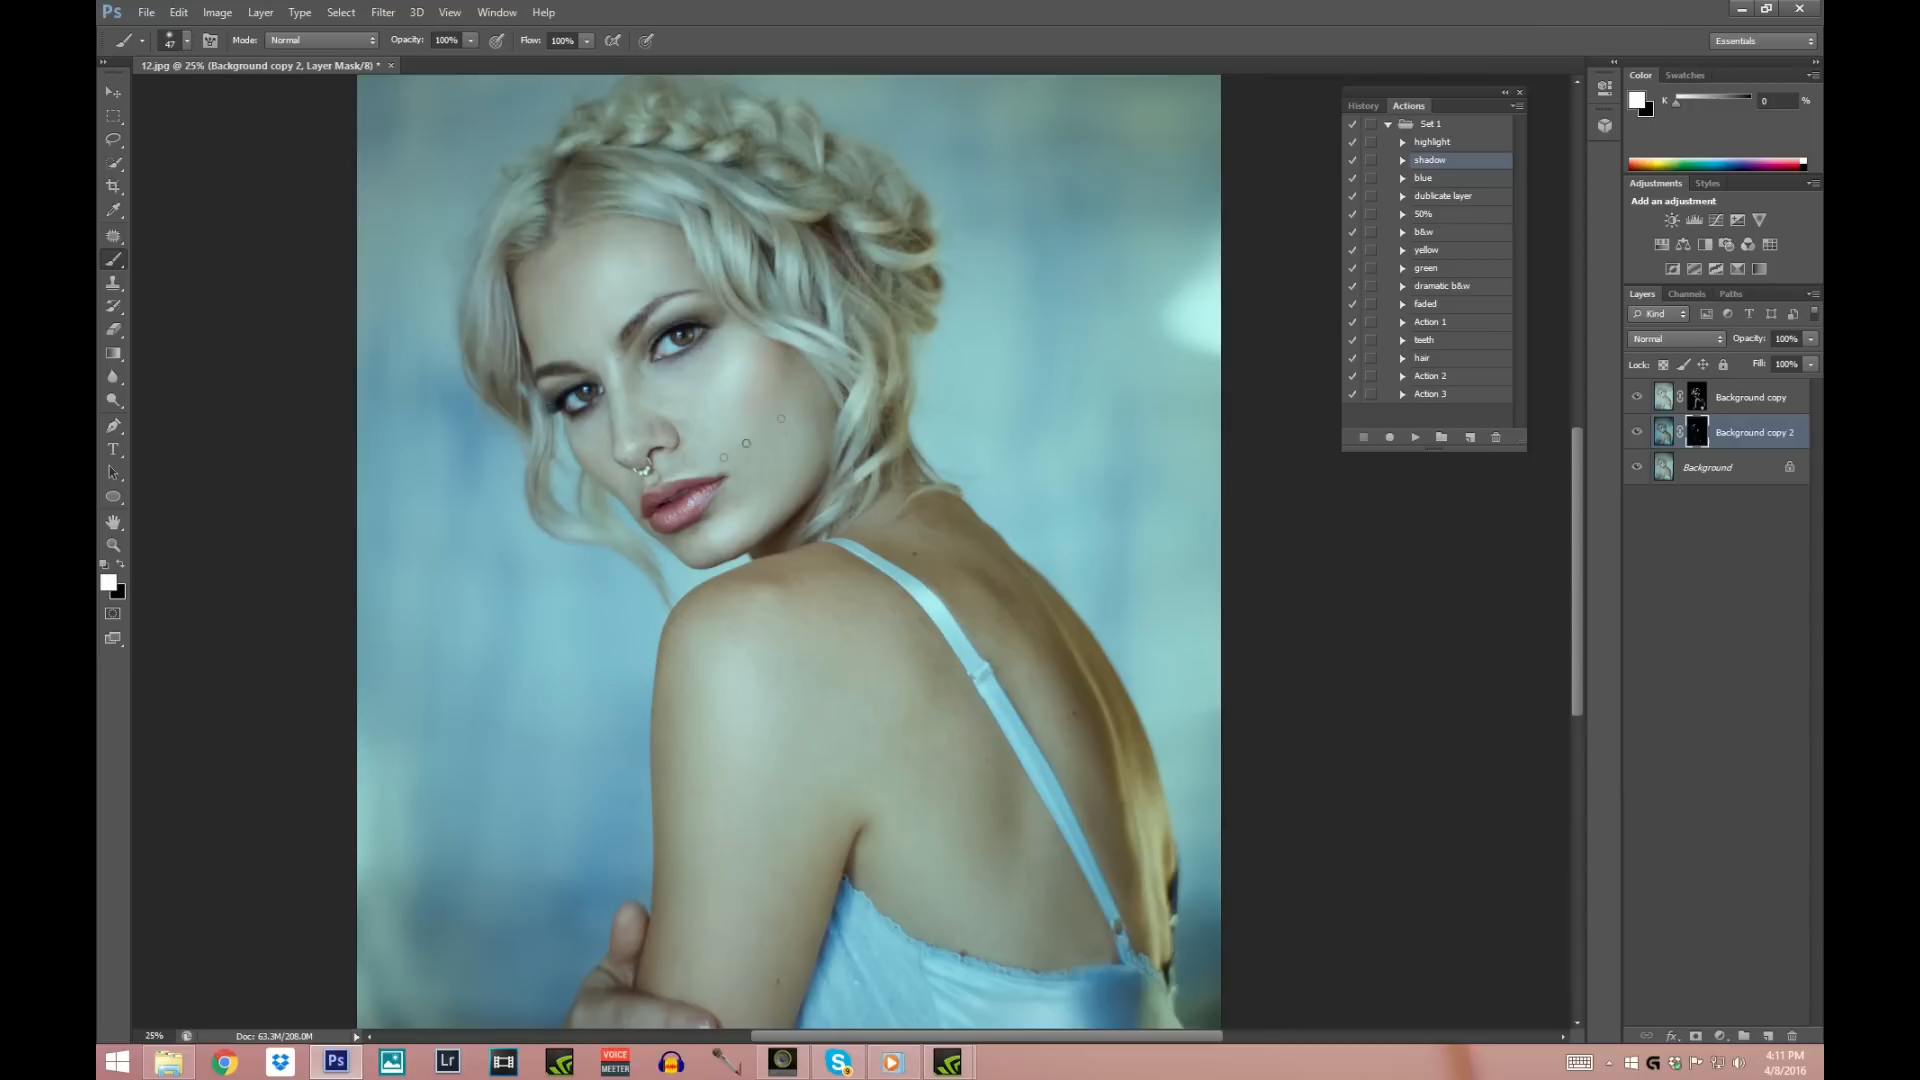 Ps File Edit Image Layer Type Select Filter 3D View Window Help
47 Mode: Normal Opacity: 100% Flow: 100% Essentials
12.jpg @ 25% (Background copy 2, Layer Mask/8) * ×
Color Swatches
K 0 %
History Actions
Set 1
highlight
shadow
blue
dublicate layer
50%
b&w
yellow
green
dramatic b&w
faded
Action 1
teeth
hair
Action 2
Action 3
Adjustments Styles
Add an adjustment
Layers Channels Paths
Kind
Normal Opacity: 100%
Lock: Fill: 100%
Background copy
Background copy 2
Background
25% Doc: 63.3M/208.0M
Ps Lr VOICE MEETER S 9 G
4:11 PM
4/8/2016